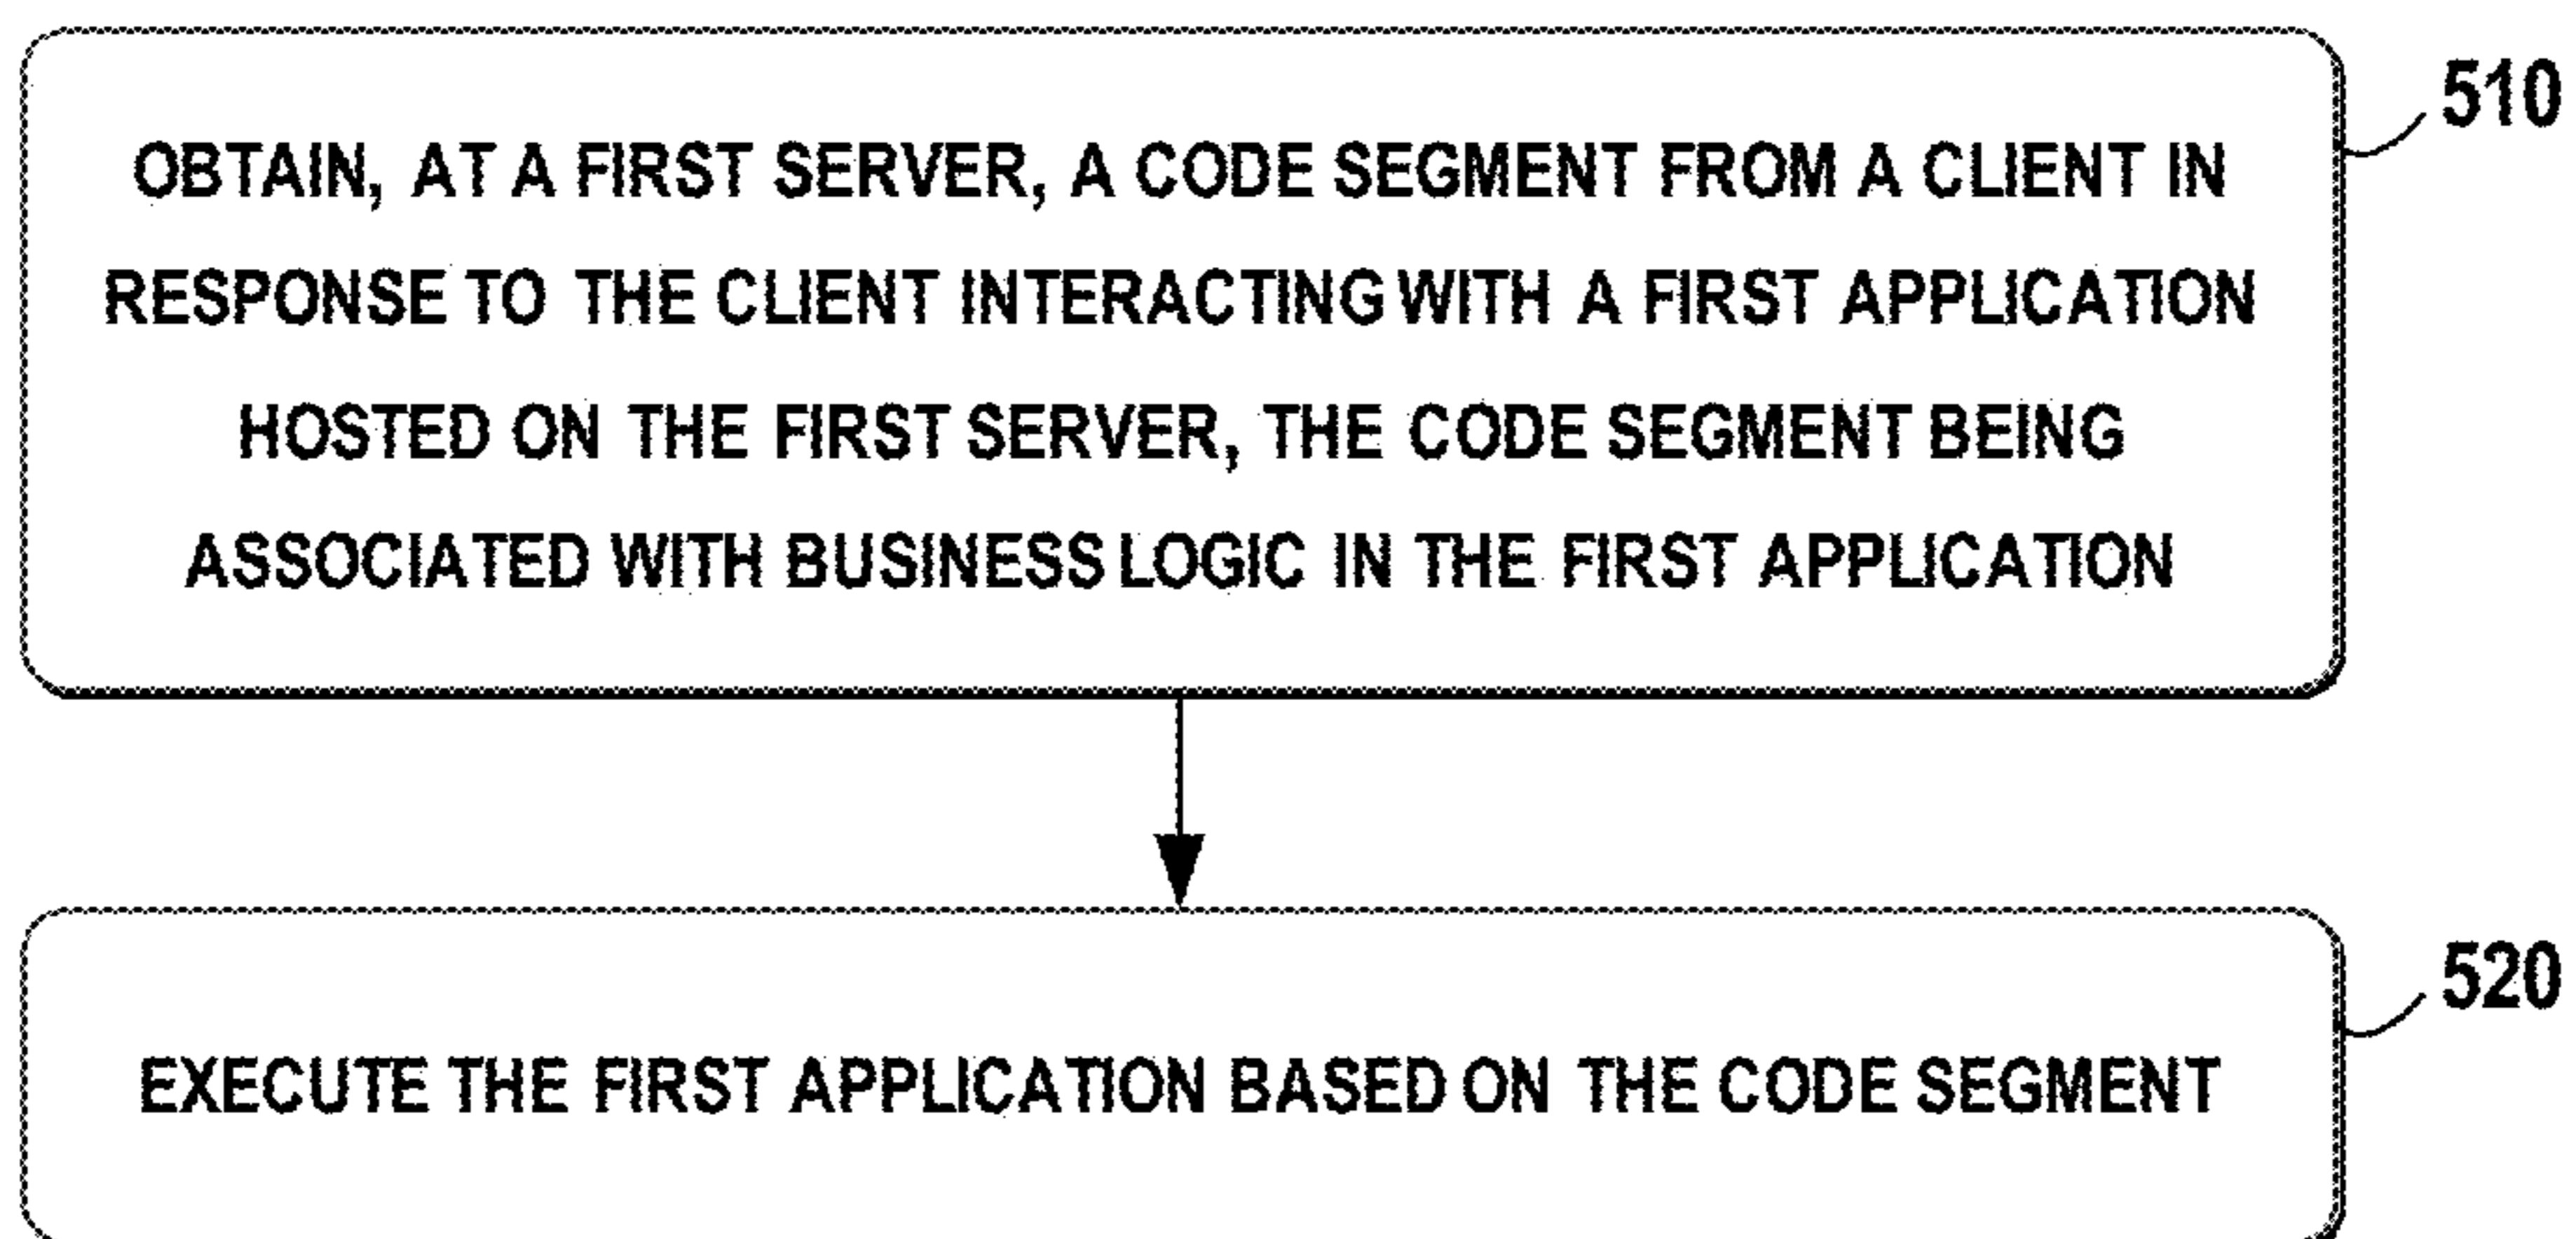 510
OBTAIN, AT A FIRST SERVER, A CODE SEGMENT FROM A CLIENT IN
RESPONSE TO THE CLIENT INTERACTING WITH A FIRST APPLICATION
HOSTED ON THE FIRST SERVER, THE CODE SEGMENT BEING
ASSOCIATED WITH BUSINESS LOGIC IN THE FIRST APPLICATION
520
EXECUTE THE FIRST APPLICATION BASED ON THE CODE SEGMENT